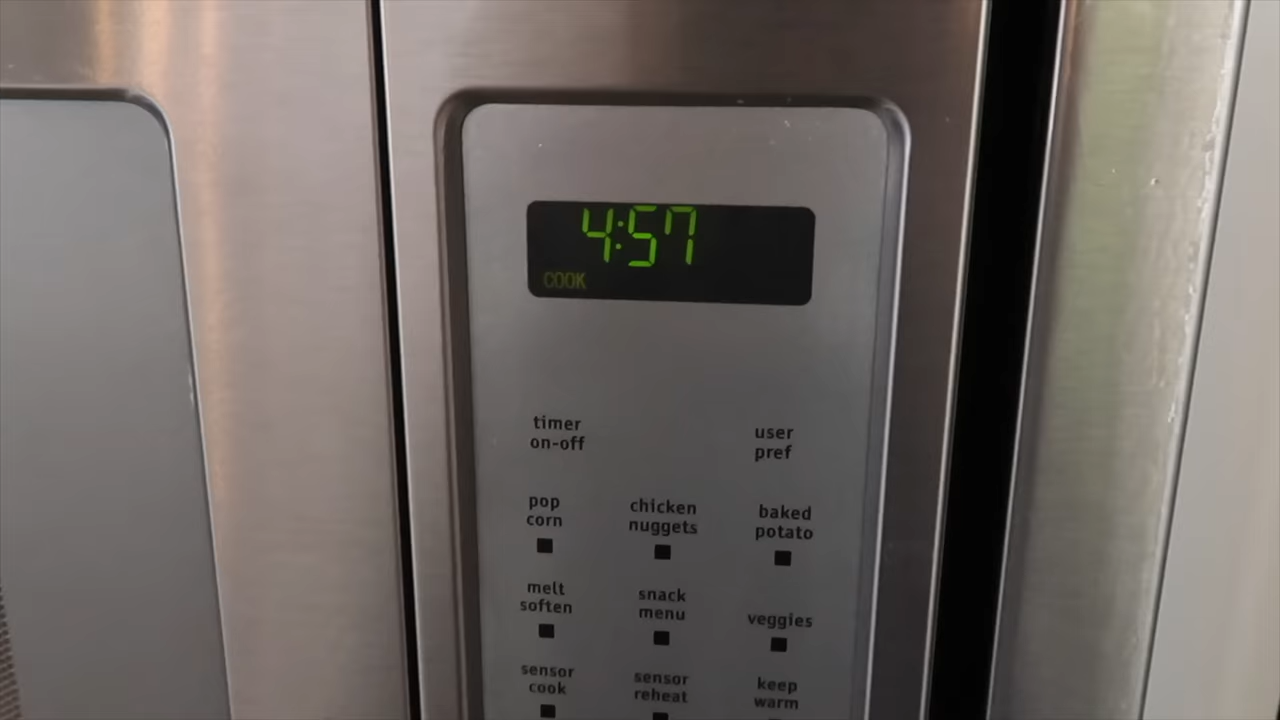 4:57
COOK
timer
on-off
user
pref
pop
corn
chicken
nuggets
baked
potato
melt
soften
snack
menu
veggies
sensor
cook
sensor
reheat
keep
warm